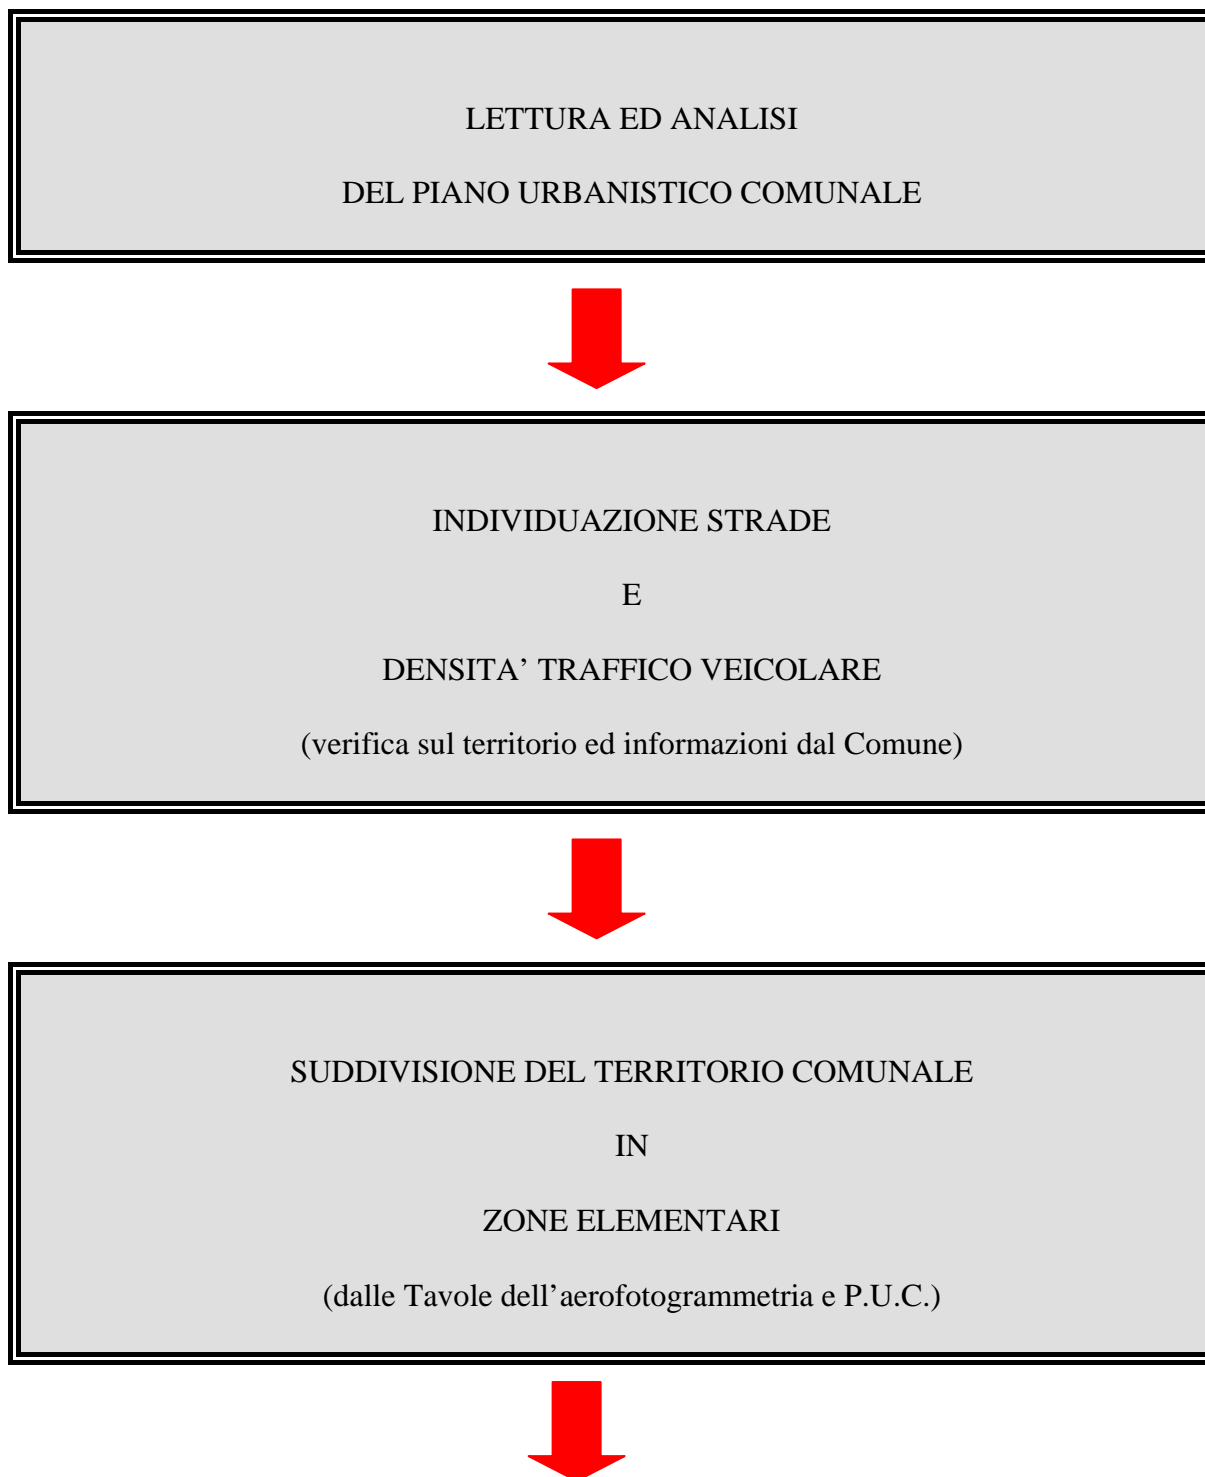 LETTURA ED ANALISI
DEL PIANO URBANISTICO COMUNALE
INDIVIDUAZIONE STRADE
E
DENSITA’ TRAFFICO VEICOLARE
(verifica sul territorio ed informazioni dal Comune)
SUDDIVISIONE DEL TERRITORIO COMUNALE
IN
ZONE ELEMENTARI
(dalle Tavole dell’aerofotogrammetria e P.U.C.)